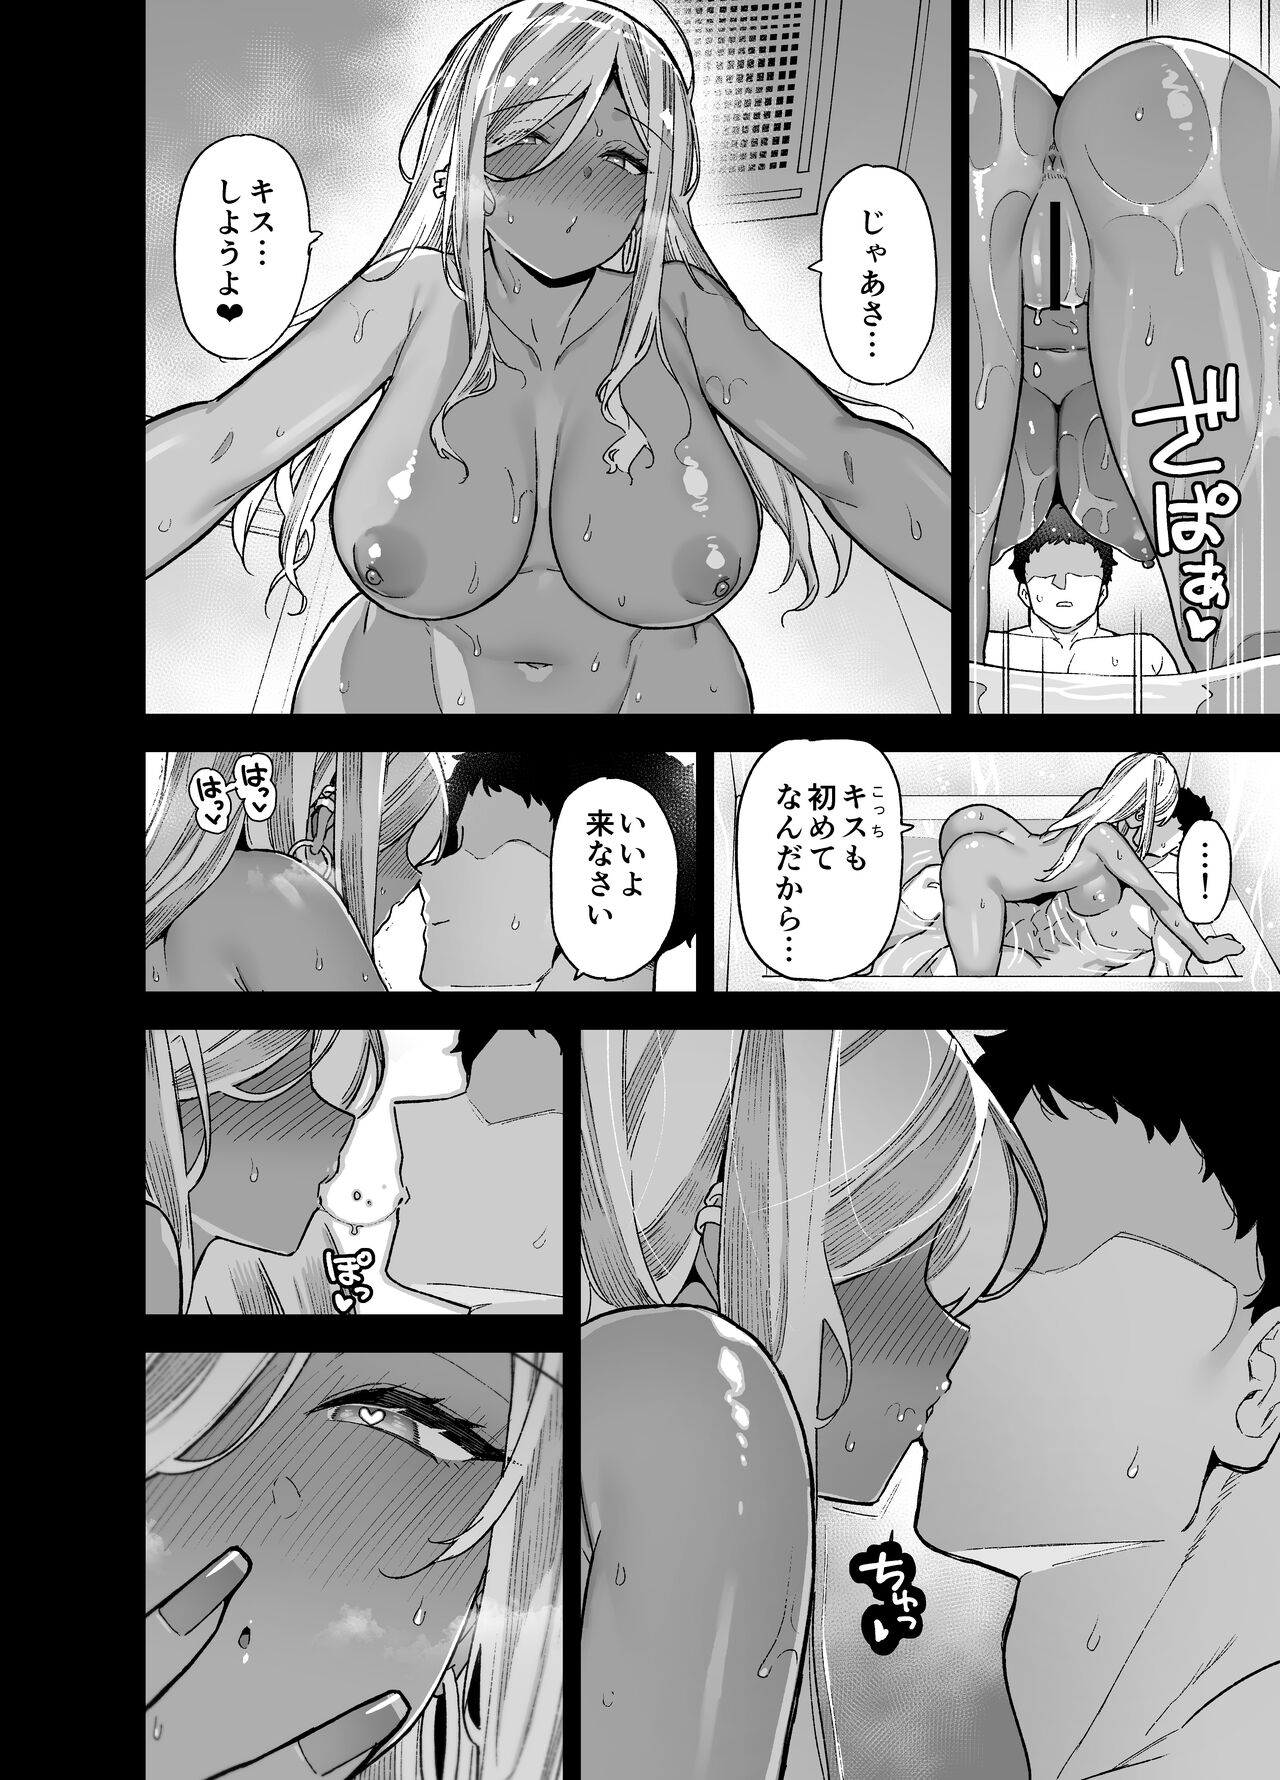 ざぱぁ♥
じゃあさ…
キス…
しようよ♥
…！
キスも
こっち
初めて
なんだから…
いいよ
来なさい
はっ♥
はっ♥
ちゅっ♥
ぽっ♥